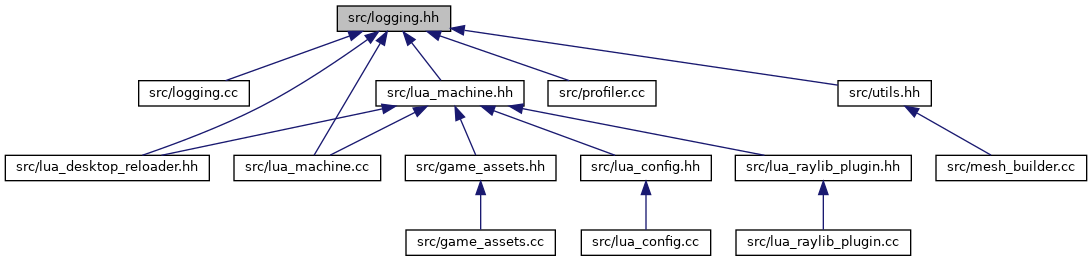 src/logging.hh
src/logging.cc
src/lua_machine.hh
src/profiler.cc
src/utils.hh
src/lua_desktop_reloader.hh
src/lua_machine.cc
src/game_assets.hh
src/lua_config.hh
src/lua_raylib_plugin.hh
src/mesh_builder.cc
src/game_assets.cc
src/lua_config.cc
src/lua_raylib_plugin.cc